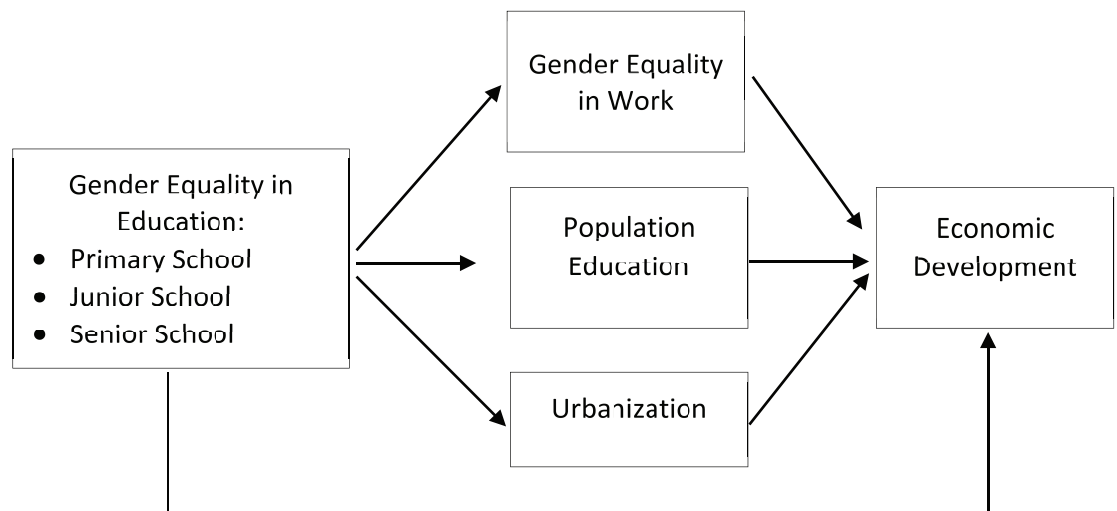 Gender Equality in
Education:
• Primary School
• Junior School
• Senior School
Gender Equality
in Work
Population
Education
Urbanization
Economic
Development